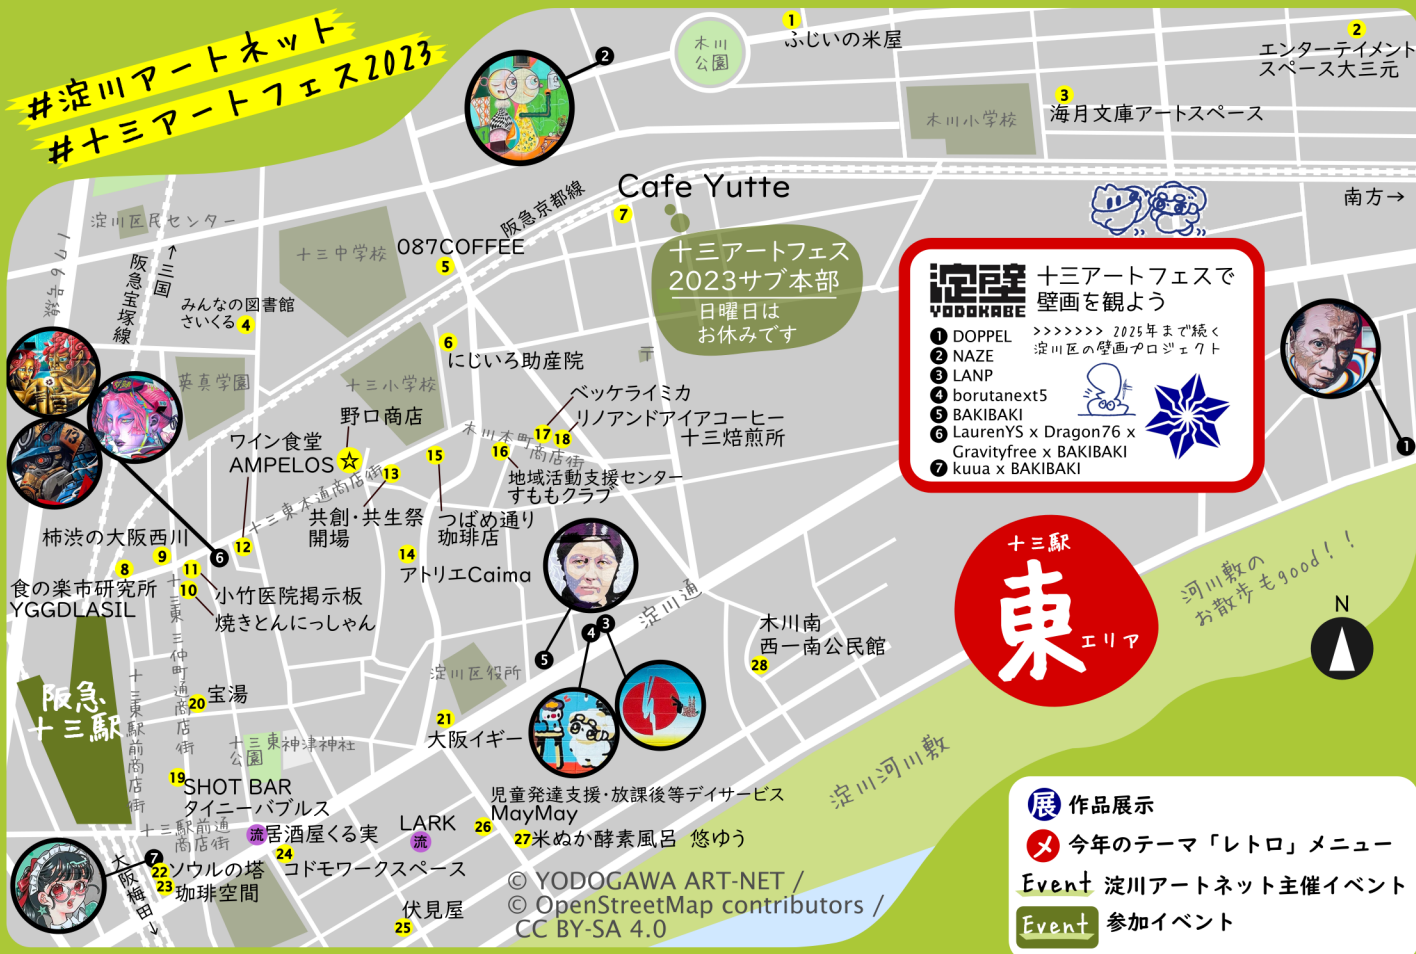 #淀川アートネット
#十三アートフェス2023
2
木川
公園
1
ふじいの米屋
2
エンターテイメント
スペース大三元
3
海月文庫アートスペース
木川小学校
南方→
淀川区民センター
176号線
↑三国
阪急宝塚線
阪急京都線
十三中学校
087COFFEE
5
Cafe Yutte
7
十三アートフェス
2023サブ本部
日曜日は
お休みです
みんなの図書館
さいくる
4
6
にじいろ助産院
〒
英真学園
十三小学校
野口商店
ベッケライミカ
リノアンドアイアコーヒー
十三焙煎所
17
18
木川本町商店街
16
地域活動支援センター
すももクラブ
ワイン食堂
AMPELOS
13
15
十三東本通商店街
共創・共生祭
開場
つばめ通り
珈琲店
14
アトリエCaima
柿渋の大阪西川
9
12
6
8
食の楽市研究所
YGGDLASIL
11
10
小竹医院掲示板
焼きとんにっしゃん
十三東三仲町通商店街
十三東駅前商店街
阪急
十三駅
20
宝湯
十三東
公園
神津神社
19
SHOT BAR
タイニーバブルス
十三駅前通
商店街
流
居酒屋くる実
24
コドモワークスペース
LARK
流
7
22
ソウルの塔
23
珈琲空間
大阪梅田→
伏見屋
25
淀川区役所
21
大阪イギー
5
4
3
淀川通
木川南
西一南公民館
28
児童発達支援・放課後等デイサービス
MayMay
26
27
米ぬか酵素風呂 悠ゆう
淀川河川敷
© YODOGAWA ART-NET /
© OpenStreetMap contributors /
CC BY-SA 4.0
淀壁
YODOKABE
十三アートフェスで
壁画を観よう
>>>>>>> 2025年まで続く
淀川区の壁画プロジェクト
1 DOPPEL
2 NAZE
3 LANP
4 borutanext5
5 BAKIBAKI
6 LaurenYS x Dragon76 x
Gravityfree x BAKIBAKI
7 kuua x BAKIBAKI
1
十三駅
東
エリア
河川敷の
お散歩もgood!!
N
展 作品展示
メ 今年のテーマ「レトロ」メニュー
Event 淀川アートネット主催イベント
Event 参加イベント